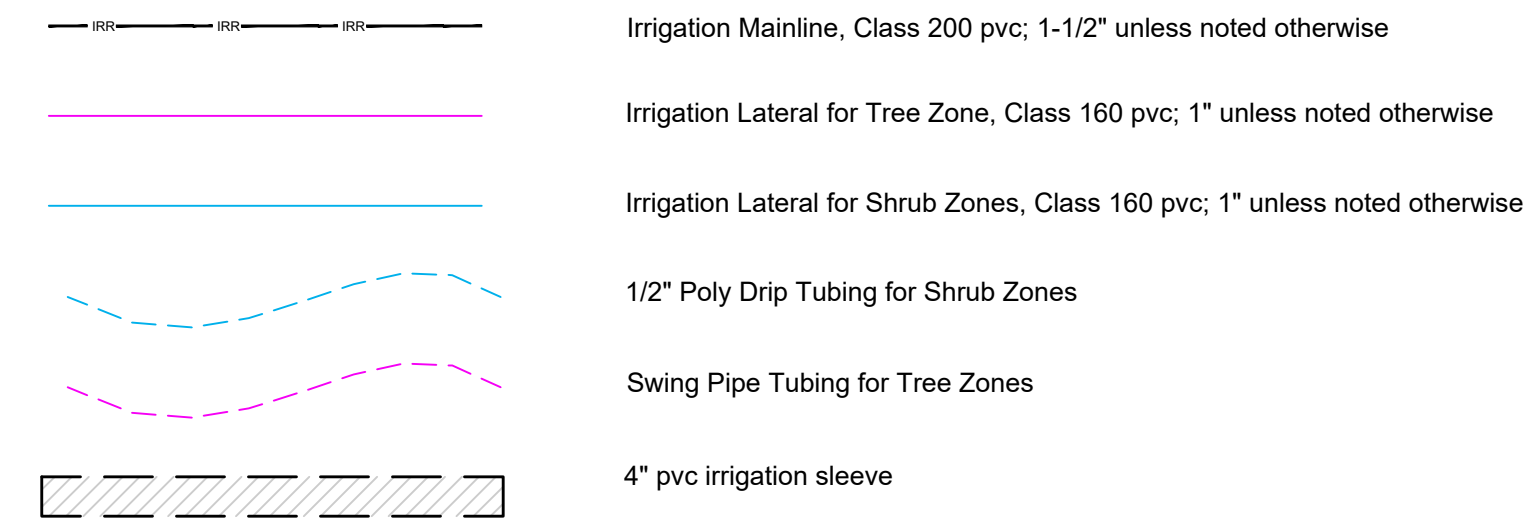 IRR IRR IRR Irrigation Mainline, Class 200 pvc; 1-1/2" unless noted otherwise
Irrigation Lateral for Tree Zone, Class 160 pvc; 1" unless noted otherwise
Irrigation Lateral for Shrub Zones, Class 160 pvc; 1" unless noted otherwise
1/2" Poly Drip Tubing for Shrub Zones
Swing Pipe Tubing for Tree Zones
4" pvc irrigation sleeve